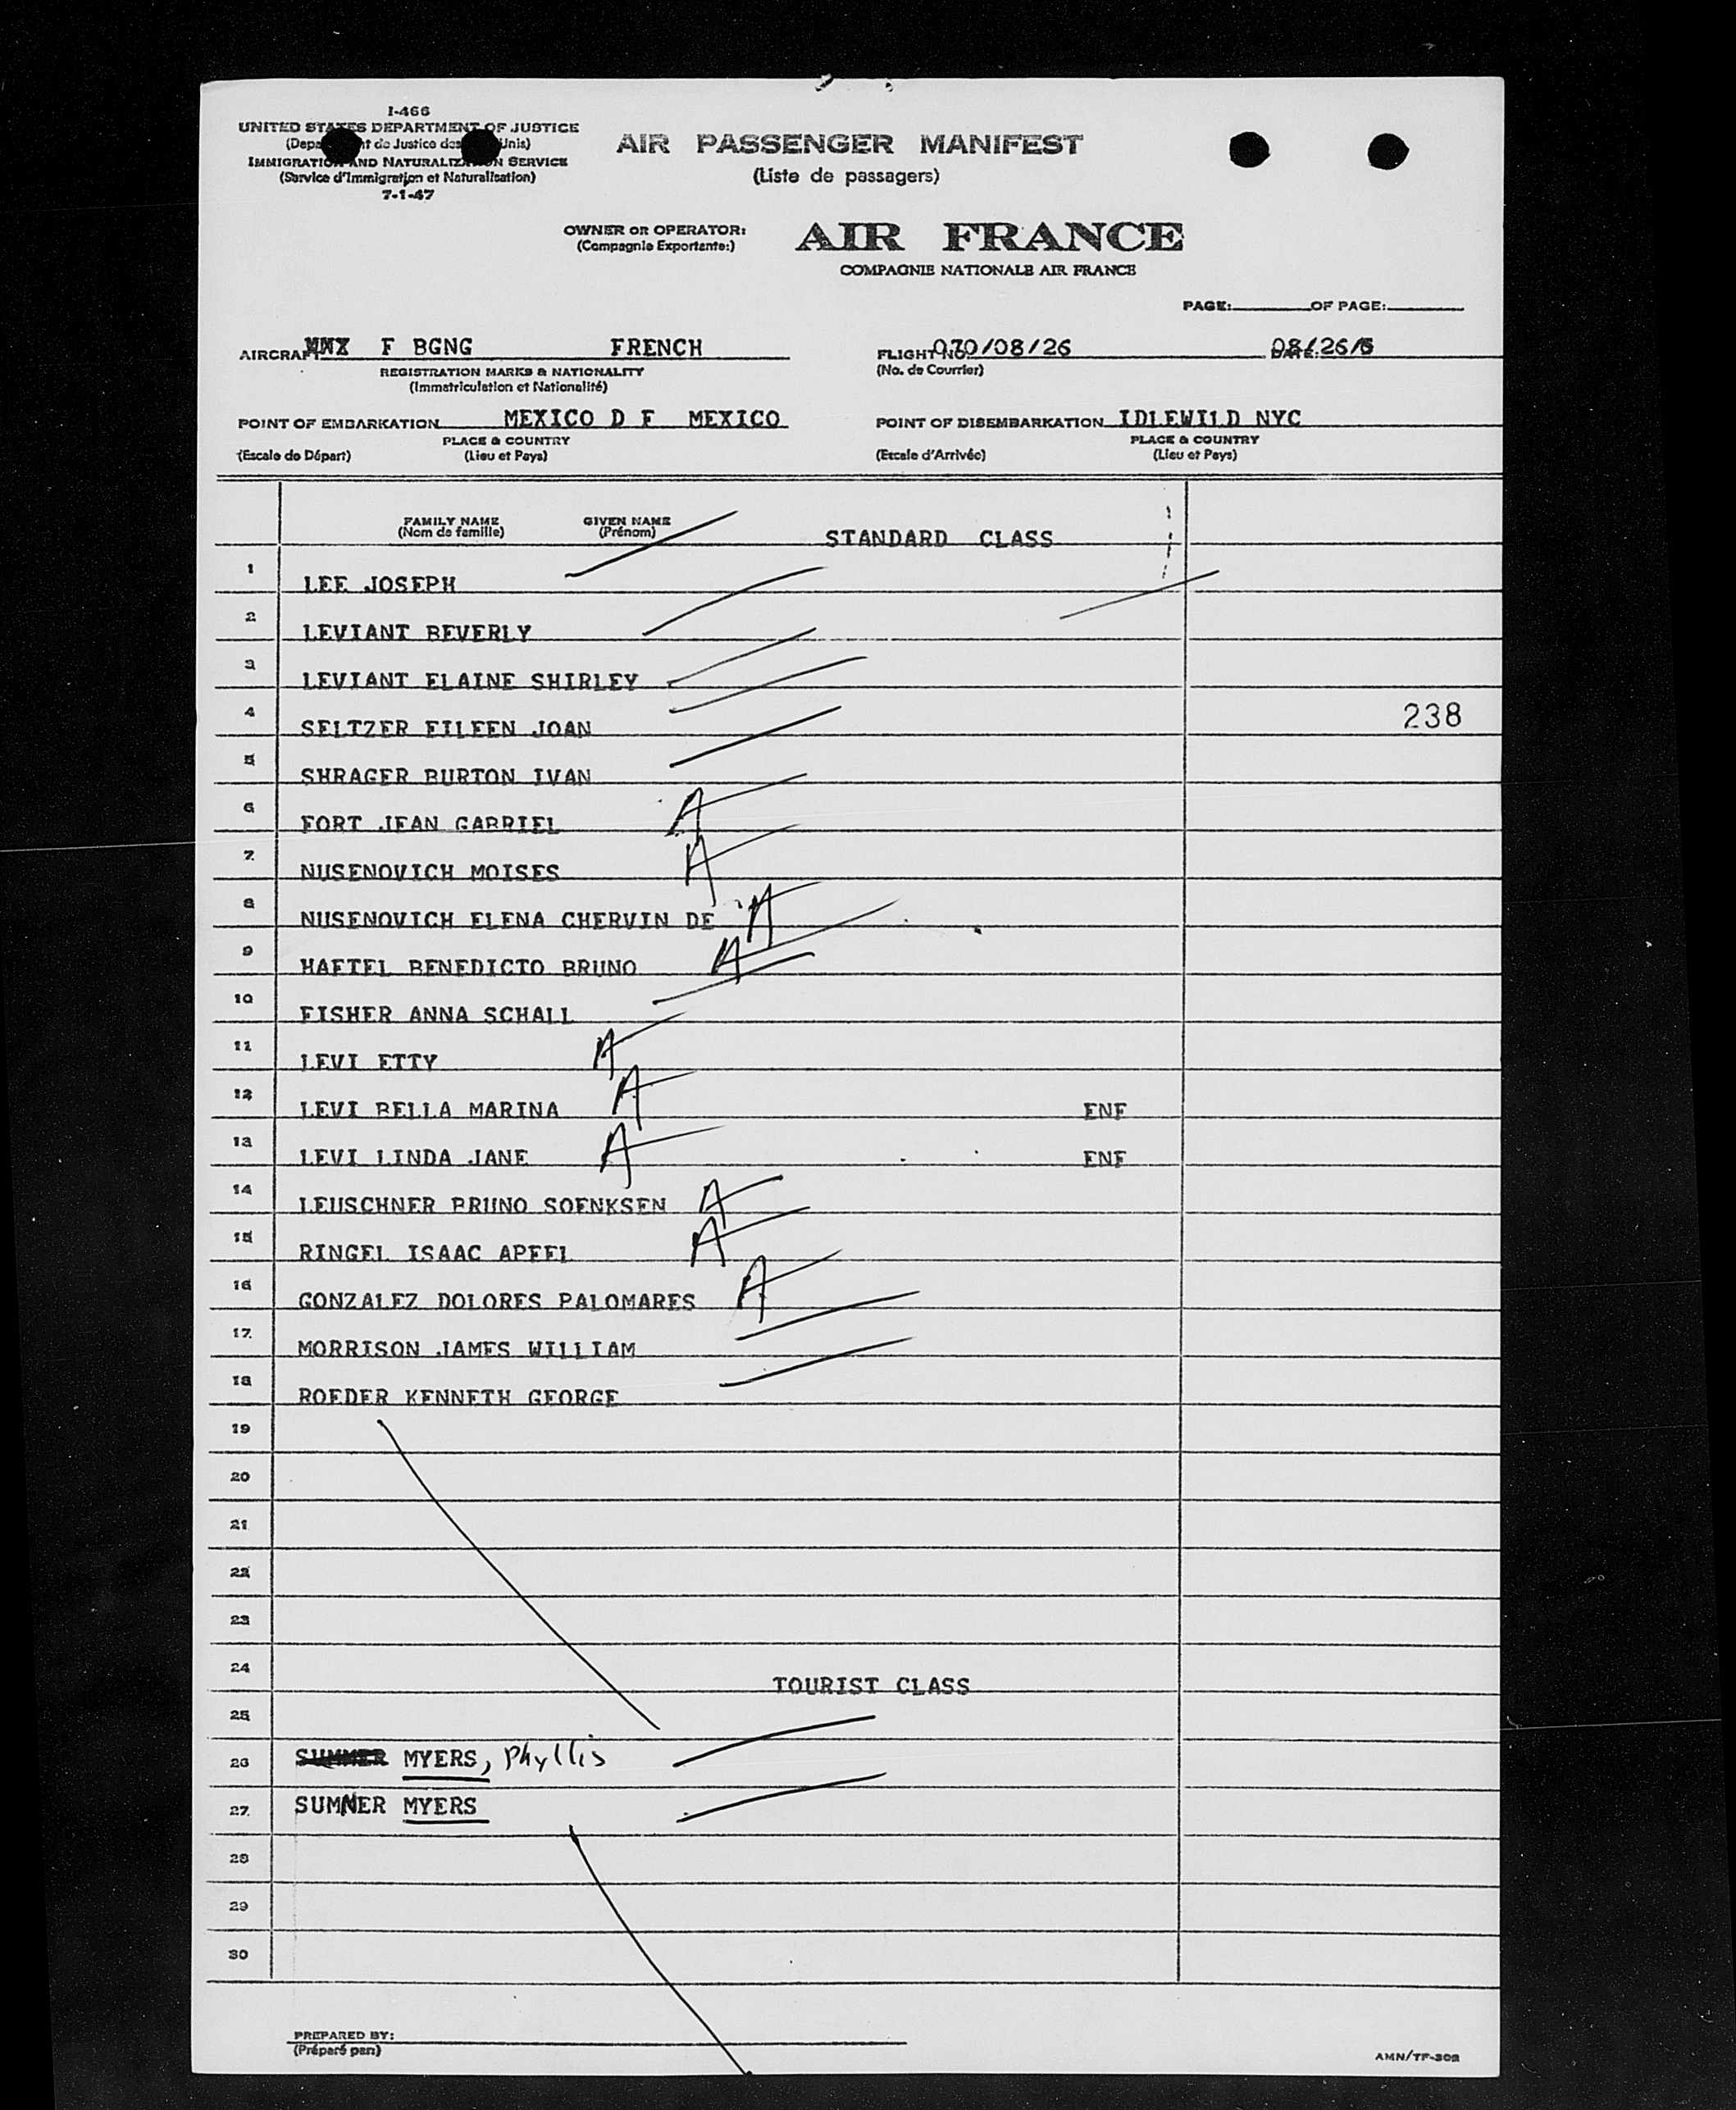 I-466
UNITED STATES DEPARTMENT OF JUSTICE
(Depa nt de Justice des Unis)
IMMIGRATION AND NATURALIZATION SERVICE
(Service d'Immigration et Naturalisation)
7-1-47
AIR PASSENGER MANIFEST
(Liste de passagers)
OWNER OR OPERATOR:
(Compagnie Exportante:)
AIR FRANCE
COMPAGNIE NATIONALE AIR FRANCE
PAGE: OF PAGE:
AIRCRAFT F BGNG FRENCH FLIGHT NO. 070/08/26 DATE: 08/26/5
REGISTRATION MARKS & NATIONALITY (No. de Courrier)
(Immatriculation et Nationalité)
POINT OF EMBARKATION MEXICO D F MEXICO POINT OF DISEMBARKATION IDLEWILD NYC
PLACE & COUNTRY PLACE & COUNTRY
(Escale de Départ) (Lieu et Pays) (Escale d'Arrivée) (Lieu et Pays)
FAMILY NAME GIVEN NAME
(Nom de famille) (Prénom)
STANDARD CLASS
1 LEE JOSEPH
2 LEVIANT BEVERLY
3 LEVIANT ELAINE SHIRLEY
4 SELTZER EILEEN JOAN 238
5 SHRAGER BURTON IVAN
6 FORT JEAN GABRIEL A
7 NUSENOVICH MOISES A
8 NUSENOVICH ELENA CHERVIN DE A
9 HAFTEL BENEDICTO BRUNO A
10 FISHER ANNA SCHALL
11 LEVI ETTY A
12 LEVI BELLA MARINA A ENF
13 LEVI LINDA JANE A ENF
14 LEUSCHNER BRUNO SOENKSEN A
15 RINGEL ISAAC APFEL A
16 GONZALEZ DOLORES PALOMARES A
17 MORRISON JAMES WILLIAM
18 ROEDER KENNETH GEORGE
19
20
21
22
23
24 TOURIST CLASS
25
26 SUMMER MYERS, Phyllis
27 SUMNER MYERS
28
29
30
PREPARED BY:
(Préparé par)
AMN/TF-302